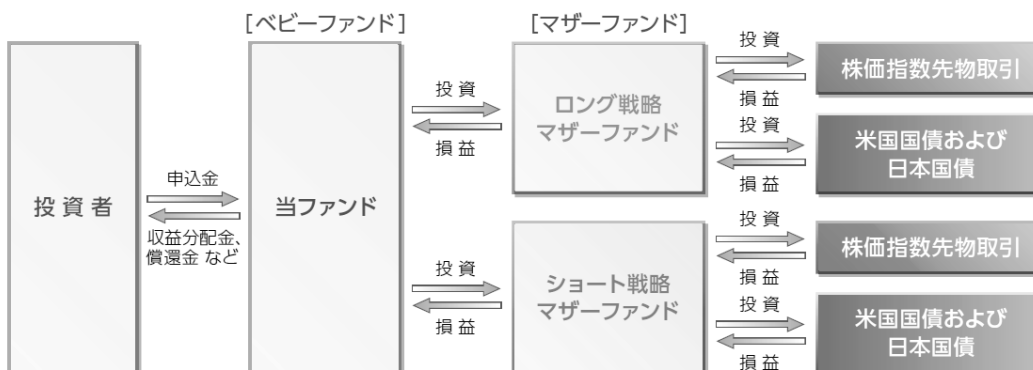 [ベビーファンド]
[マザーファンド]
投資者
申込金
収益分配金、
償還金 など
当ファンド
投資
損益
ロング戦略
マザーファンド
投資
損益
株価指数先物取引
投資
損益
米国国債および
日本国債
投資
損益
ショート戦略
マザーファンド
投資
損益
株価指数先物取引
投資
損益
米国国債および
日本国債